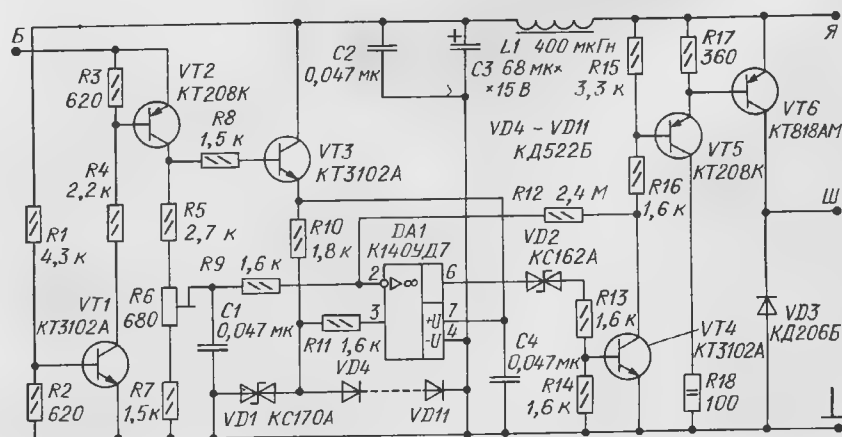 Б
Я
R3
620
VT2
КТ208К
R8
1,5 к
VT3
КТ3102А
C2
0,047 мк
+
C3 68 мк×
×15 В
L1 400 мкГн
R15
3,3 к
R17
360
VT6
КТ818АМ
VD4 – VD11
КД522Б
VT5
КТ208К
R4
2,2 к
R1
4,3 к
R5
2,7 к
R10
1,8 к
R12 2,4 М
R16
1,6 к
Ш
DA1
К140УД7
VD2
КС162А
R9 1,6 к
2
▷∞
6
3
7
+U
4
-U
R6
680
C1
0,047 мк
R11 1,6 к
VT1
КТ3102А
R13
1,6 к
VT4
КТ3102А
VD3
КД206Б
C4
0,047 мк
R2
620
R7
1,5к
VD1 КС170А
VD4
VD11
R14
1,6 к
R18
100